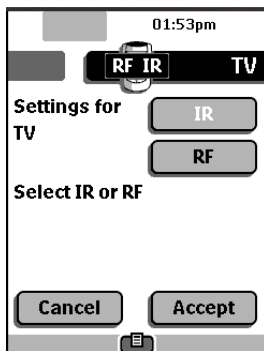 01:53pm
RF IR TV
Settings for
TV
IR
RF
Select IR or RF
Cancel Accept